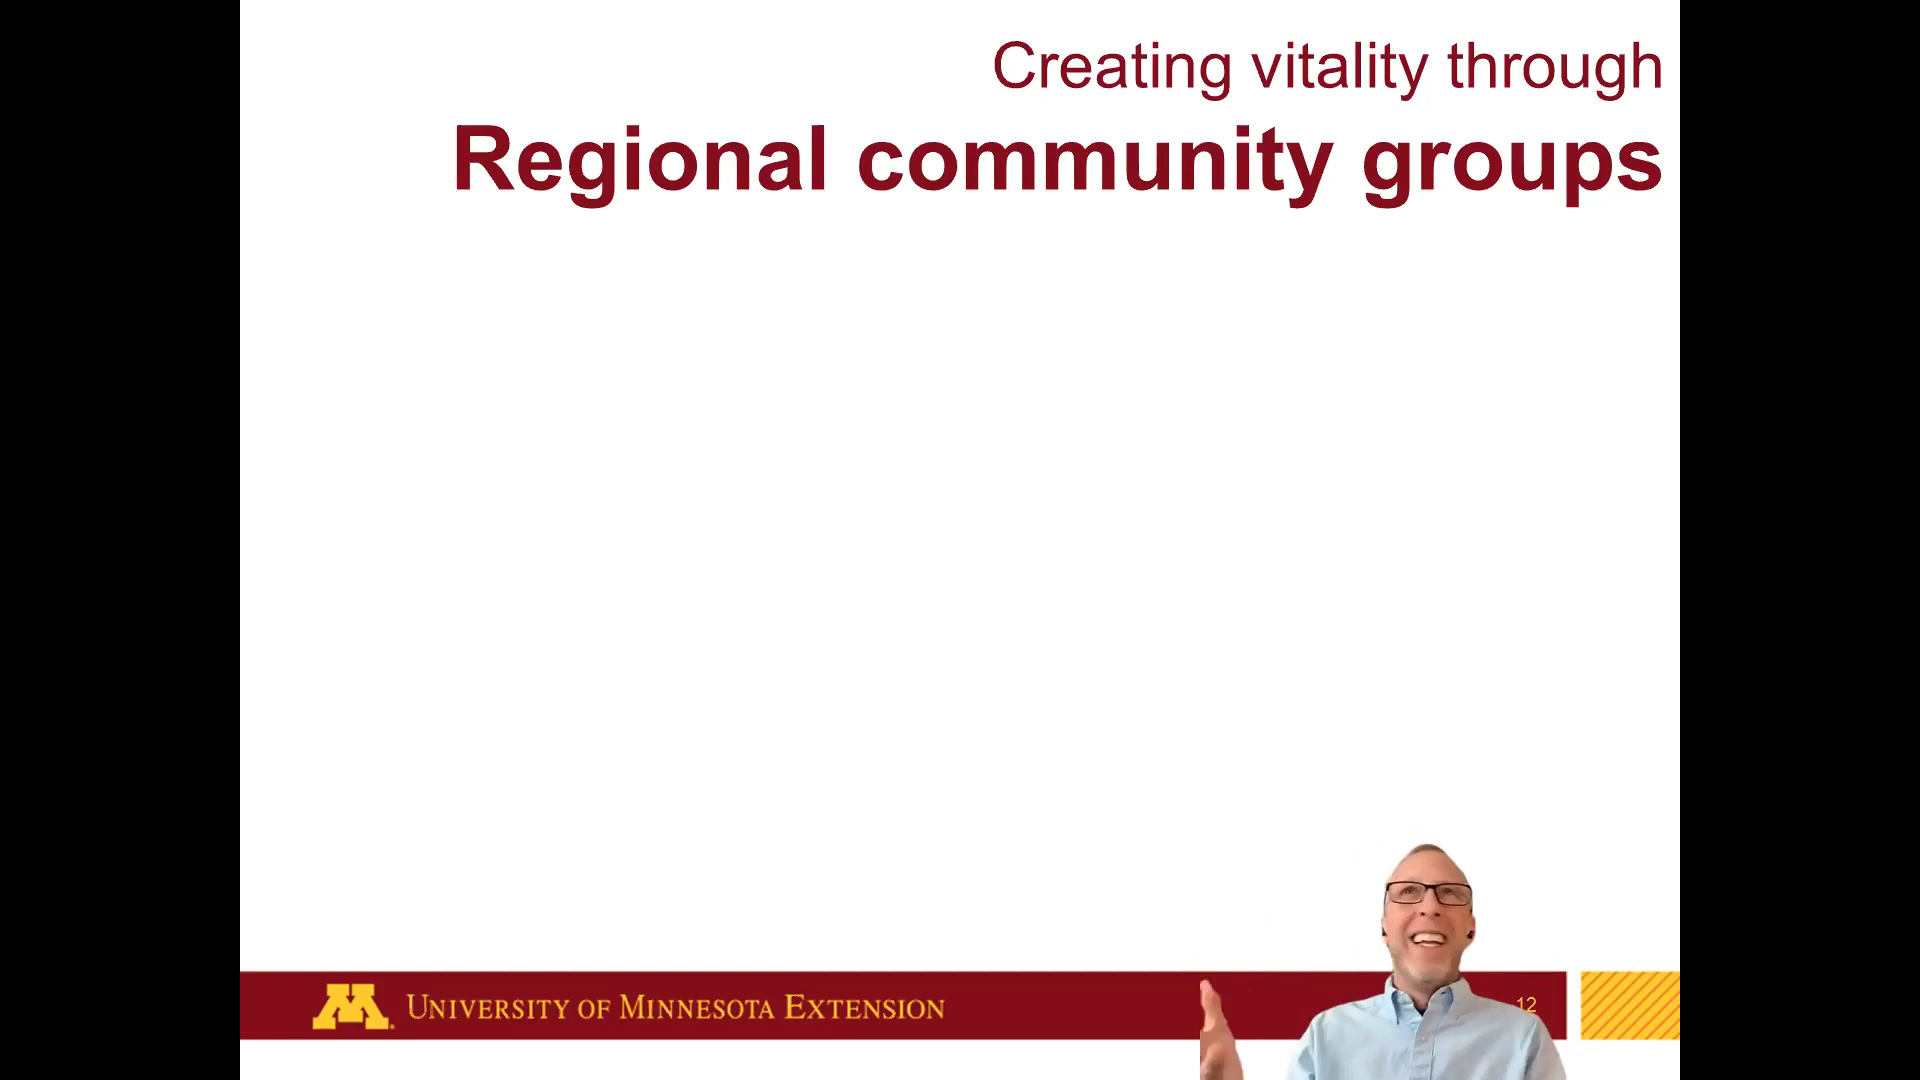 Creating vitality through
Regional community groups
University of Minnesota Extension
12